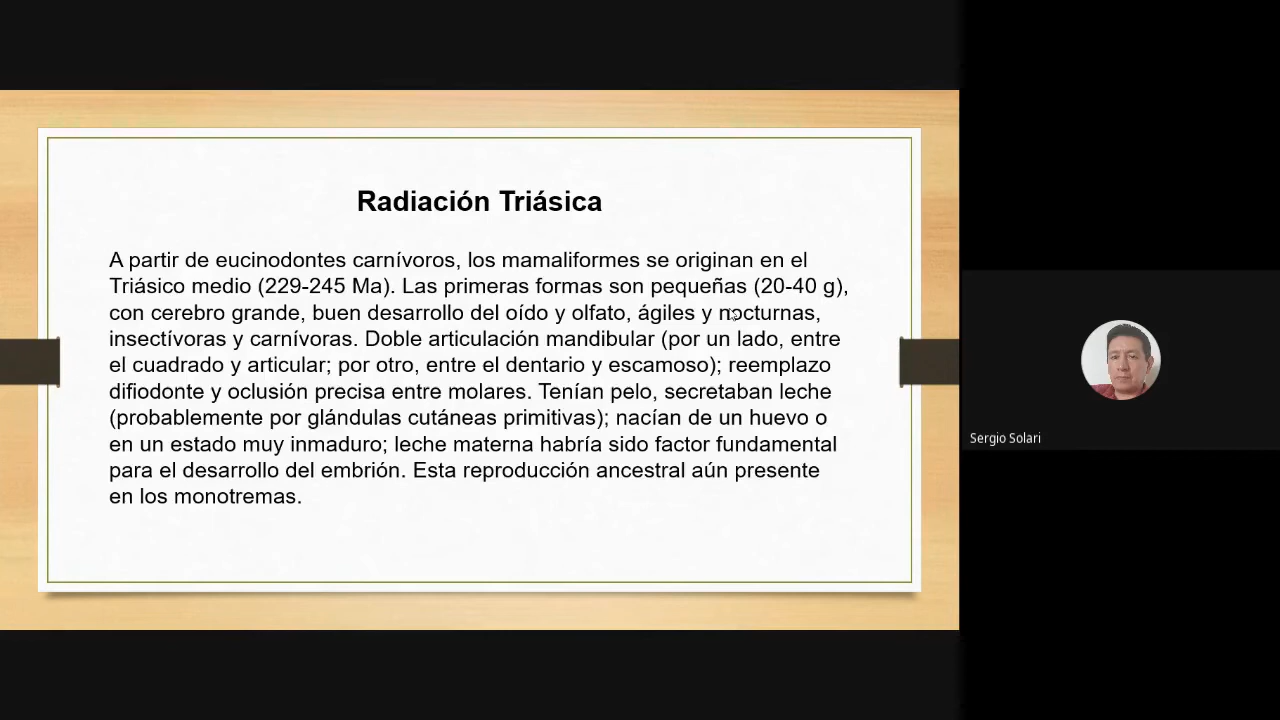 Radiación Triásica
A partir de eucinodontes carnívoros, los mamaliformes se originan en el
Triásico medio (229-245 Ma). Las primeras formas son pequeñas (20-40 g),
con cerebro grande, buen desarrollo del oído y olfato, ágiles y nocturnas,
insectívoras y carnívoras. Doble articulación mandibular (por un lado, entre
el cuadrado y articular; por otro, entre el dentario y escamoso); reemplazo
difiodonte y oclusión precisa entre molares. Tenían pelo, secretaban leche
(probablemente por glándulas cutáneas primitivas); nacían de un huevo o
en un estado muy inmaduro; leche materna habría sido factor fundamental
para el desarrollo del embrión. Esta reproducción ancestral aún presente
en los monotremas.
Sergio Solari